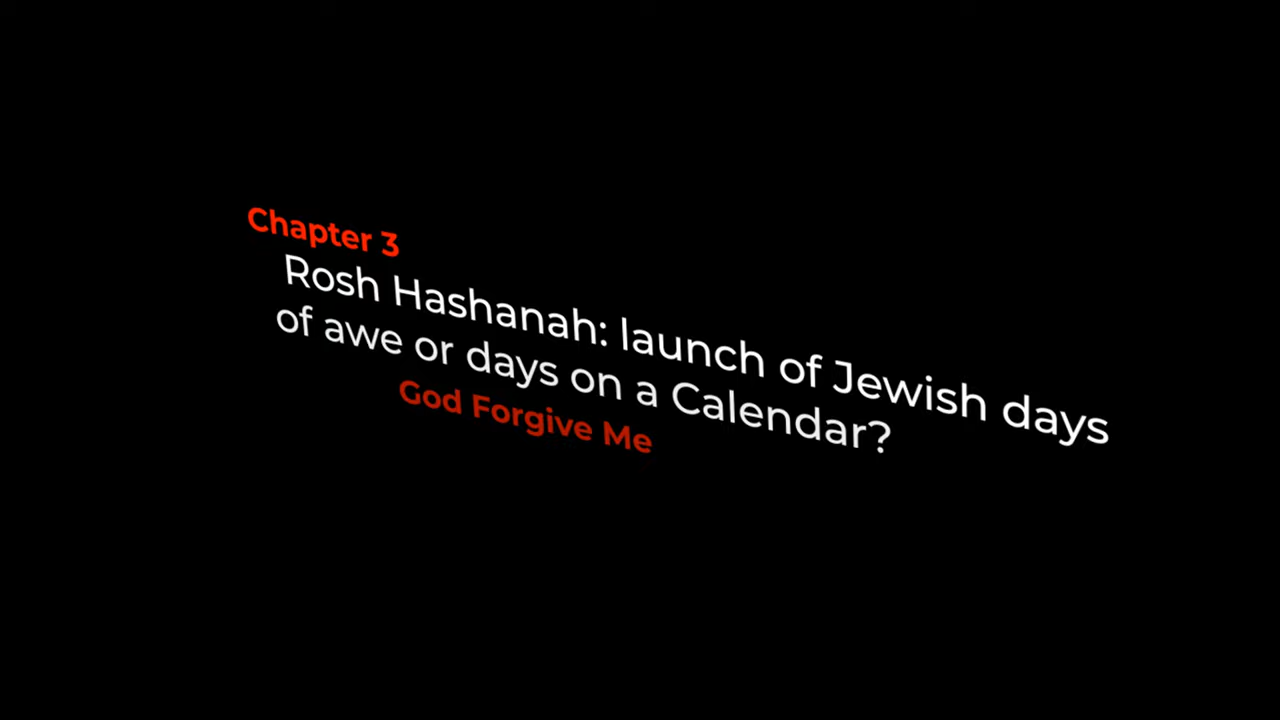 Chapter 3
Rosh Hashanah: launch of Jewish days
of awe or days on a Calendar?
God Forgive Me